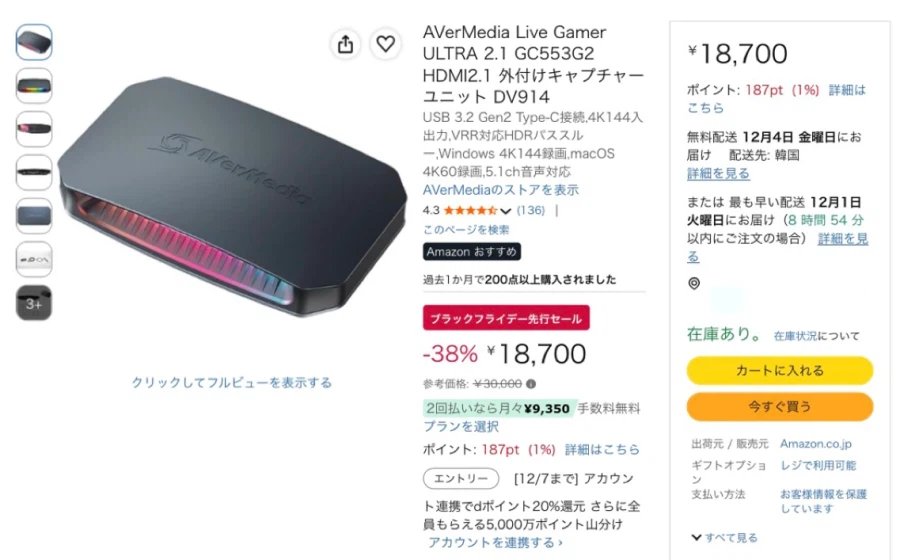 AVerMedia
3+
クリックしてフルビューを表示する
AVerMedia Live Gamer
ULTRA 2.1 GC553G2
HDMI2.1 外付けキャプチャー
ユニット DV914
USB 3.2 Gen2 Type-C接続,4K144入
出力,VRR対応HDRパススル
ー,Windows 4K144録画,macOS
4K60録画,5.1ch音声対応
AVerMediaのストアを表示
4.3 (136) |
このページを検索
Amazon おすすめ
過去1か月で200点以上購入されました
ブラックフライデー先行セール
-38% ¥18,700
参考価格: ¥30,000
2回払いなら月々¥9,350 手数料無料
プランを選択
ポイント: 187pt (1%) 詳細はこちら
エントリー [12/7まで] アカウン
ト連携でdポイント20%還元 さらに全
員もらえる5,000万ポイント山分け
アカウントを連携する ›
¥18,700
ポイント: 187pt (1%) 詳細は
こちら
無料配送 12月4日 金曜日にお
届け 配送先: 韓国
詳細を見る
または 最も早い配送 12月1日
火曜日にお届け（8 時間 54 分
以内にご注文の場合） 詳細を見
る
在庫あり。 在庫状況について
カートに入れる
今すぐ買う
出荷元 / 販売元 Amazon.co.jp
ギフトオプショ レジで利用可能
ン
支払い方法 お客様情報を保護
しています
すべて見る